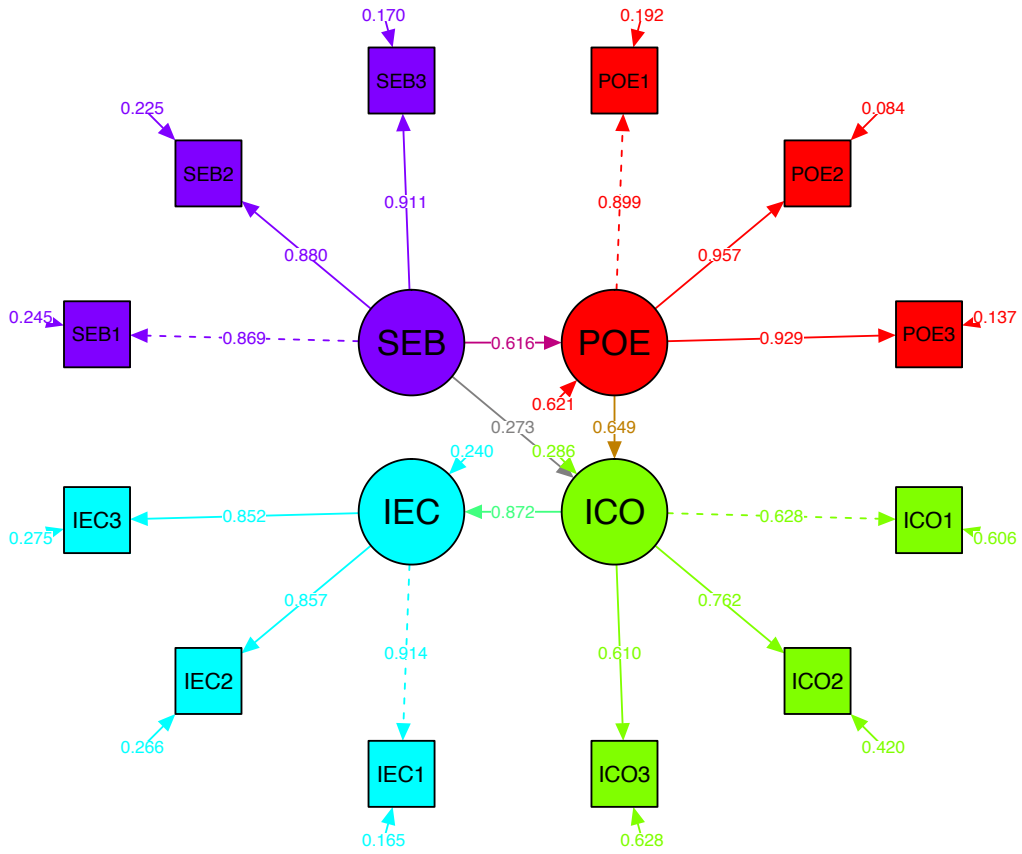 0.170
0.192
SEB3
POE1
0.225
0.084
SEB2
POE2
0.911
0.899
0.880
0.957
0.245
SEB1
0.869
SEB
0.616
POE
0.929
POE3
0.137
0.621
0.273
0.649
0.240
0.286
IEC3
0.852
IEC
0.872
ICO
0.628
ICO1
0.275
0.606
0.857
0.762
0.914
0.610
IEC2
ICO2
0.266
0.420
IEC1
ICO3
0.165
0.628